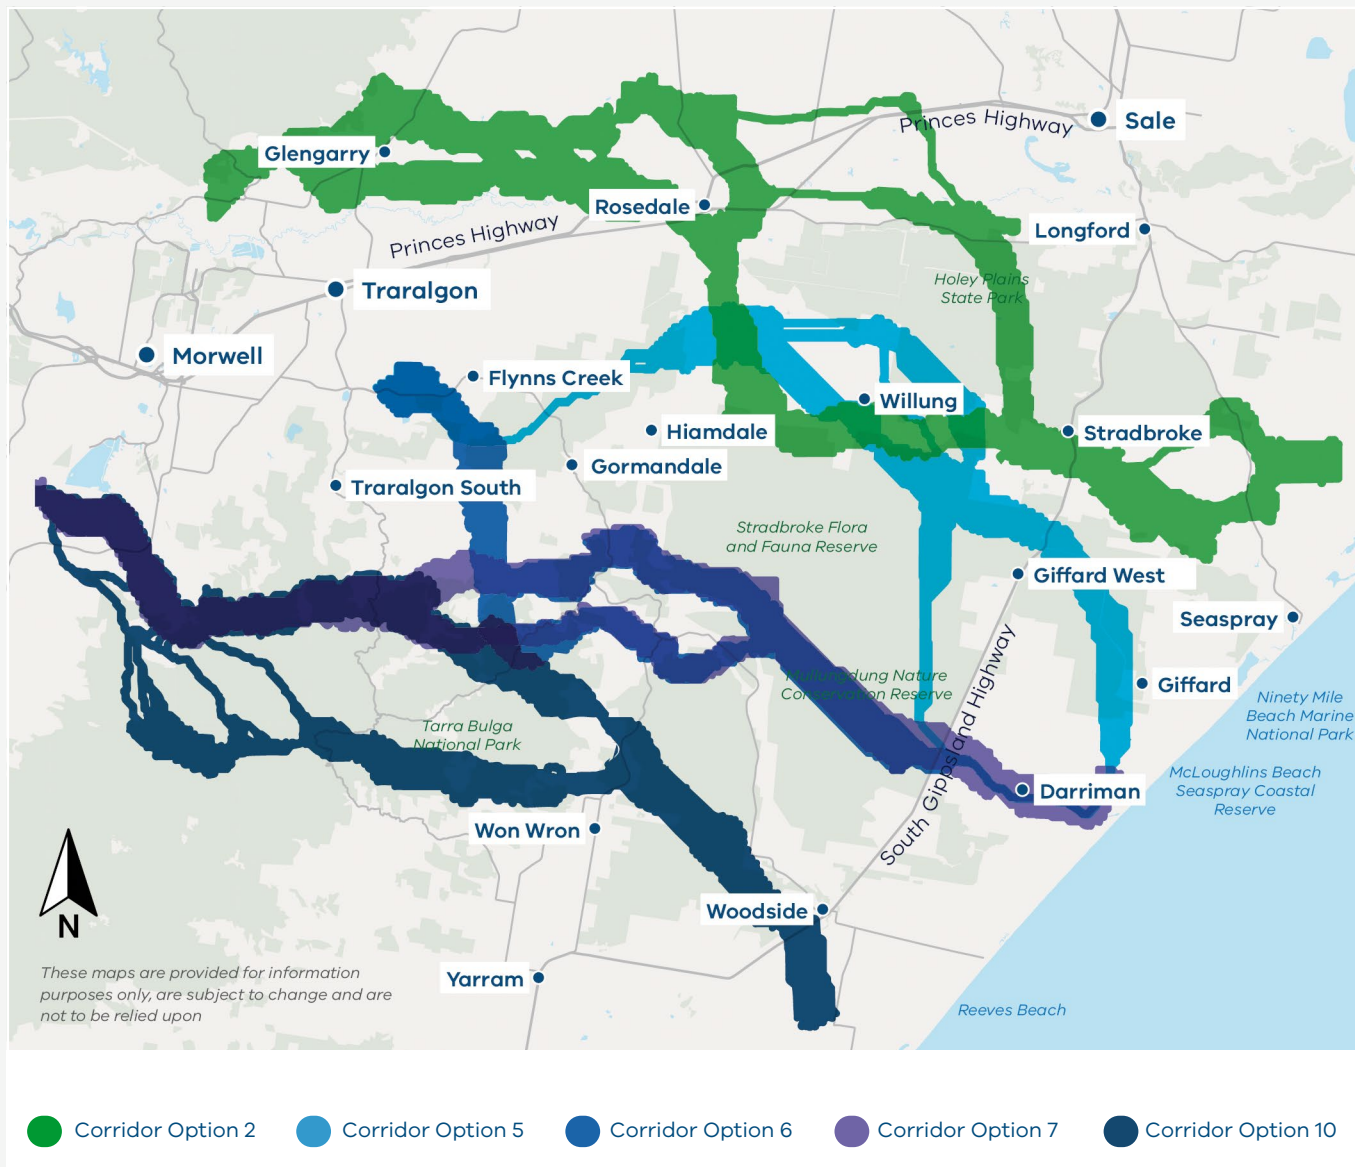 Princes Highway
Sale
Glengarry
Rosedale
Longford
Princes Highway
Traralgon
Holey Plains
State Park
Morwell
Flynns Creek
Willung
Hiamdale
Stradbroke
Gormandale
Traralgon South
Stradbroke Flora
and Fauna Reserve
Giffard West
Seaspray
Mullungdung Nature
Conservation Reserve
Giffard
Ninety Mile
Beach Marine
National Park
Tarra Bulga
National Park
South Gippsland Highway
McLoughlins Beach
Seaspray Coastal
Reserve
Darriman
Won Wron
Woodside
N
These maps are provided for information
purposes only, are subject to change and are
not to be relied upon
Yarram
Reeves Beach
Corridor Option 2
Corridor Option 5
Corridor Option 6
Corridor Option 7
Corridor Option 10